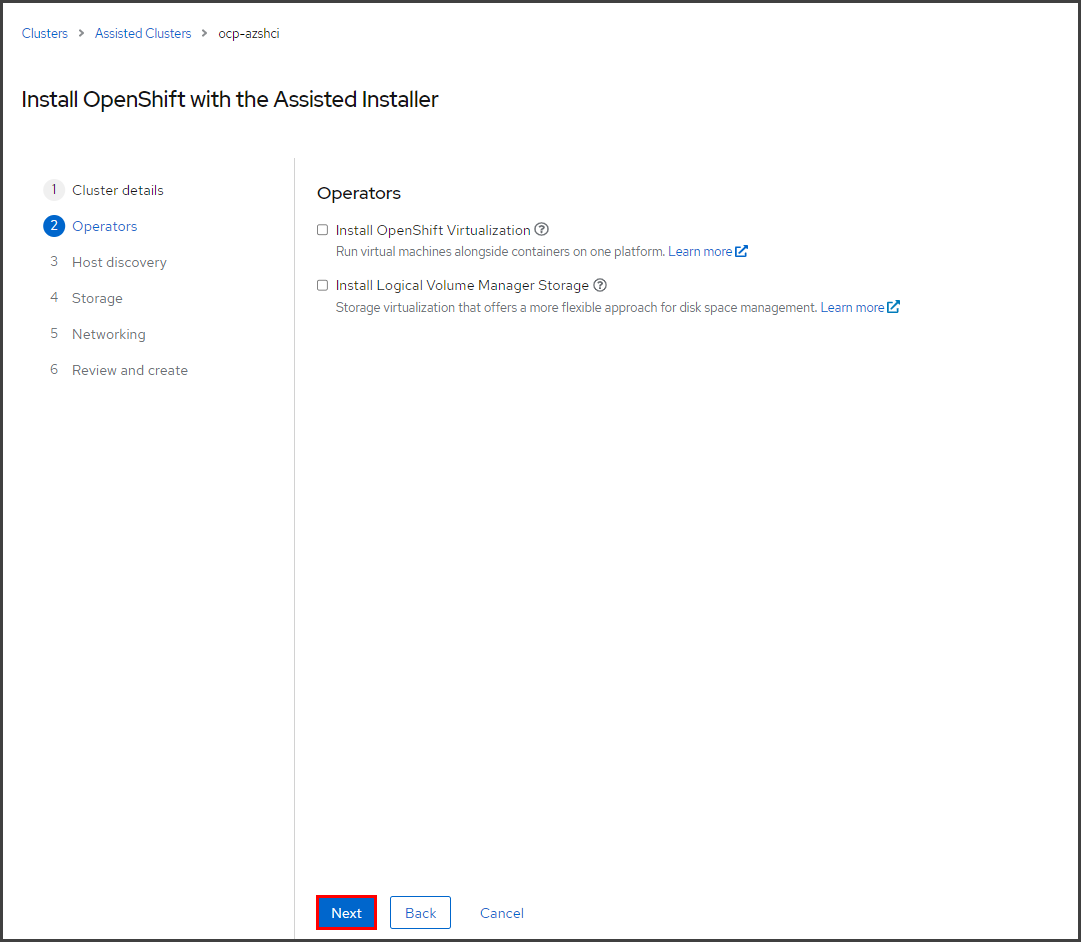 Clusters > Assisted Clusters > ocp-azshci
Install OpenShift with the Assisted Installer
1 Cluster details
2 Operators
3 Host discovery
4 Storage
5 Networking
6 Review and create
Operators
Install OpenShift Virtualization
Run virtual machines alongside containers on one platform. Learn more
Install Logical Volume Manager Storage
Storage virtualization that offers a more flexible approach for disk space management. Learn more
Next Back Cancel